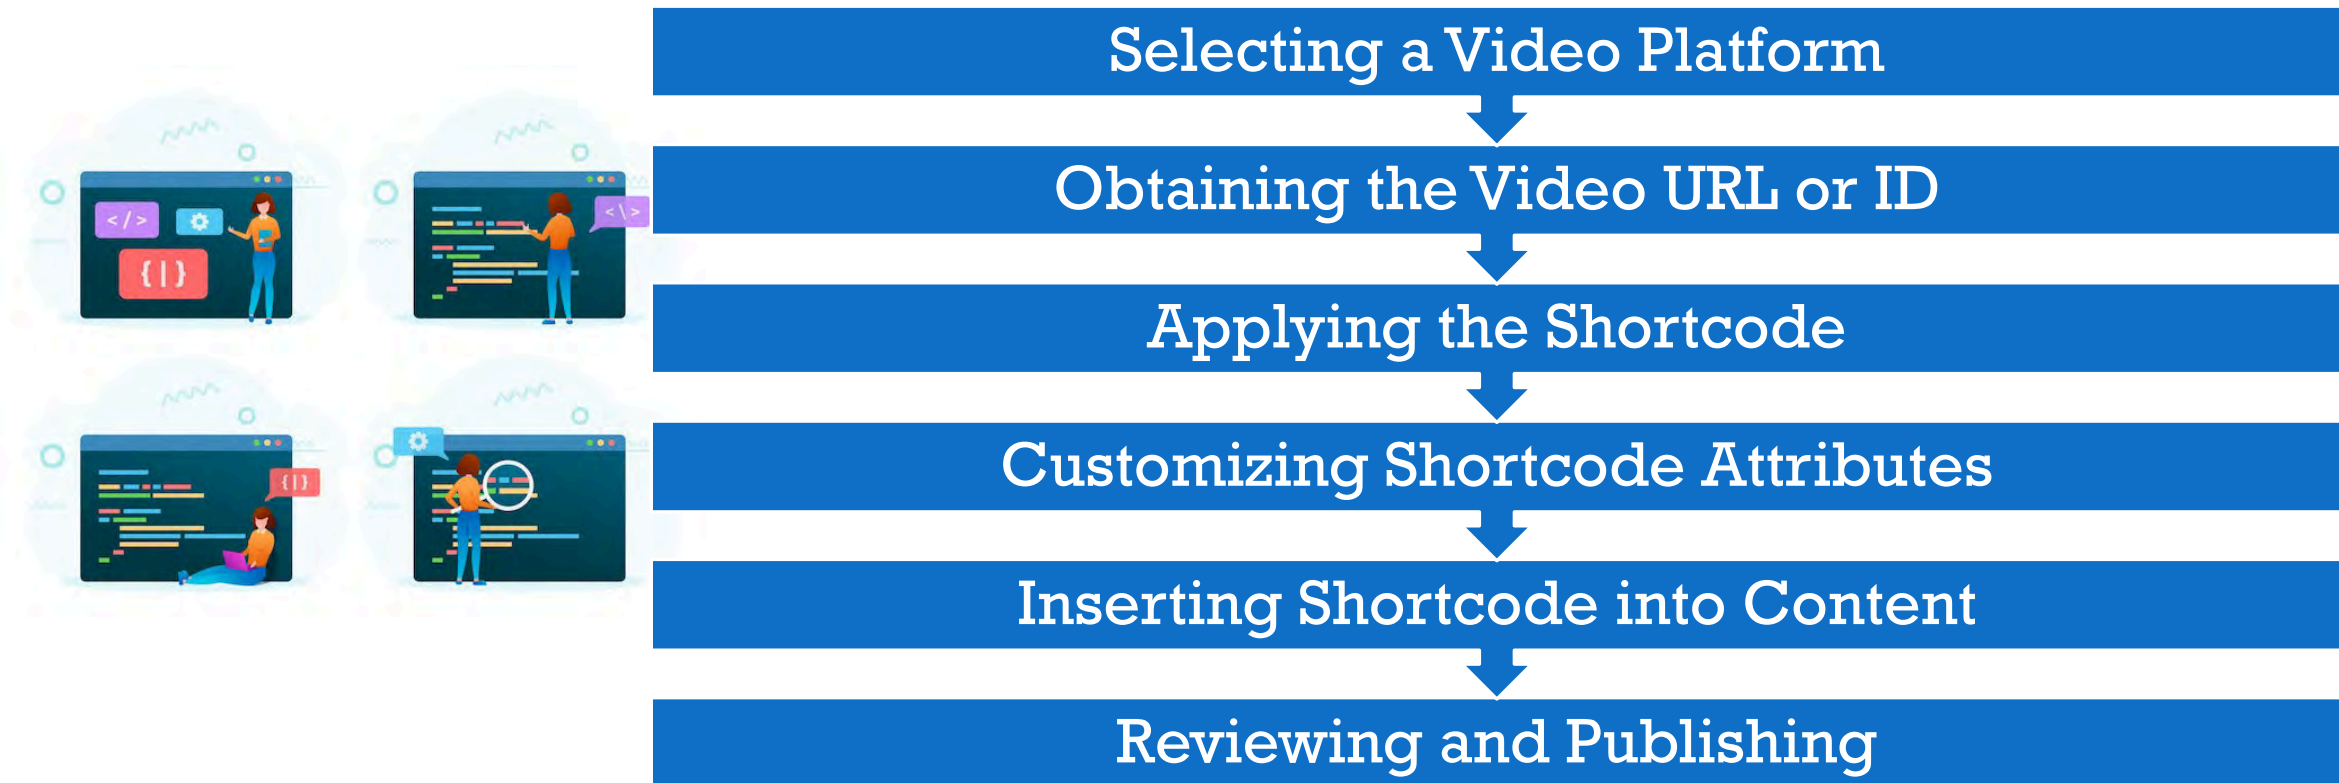 Selecting a Video Platform
Obtaining the Video URL or ID
</>
<\>
Applying the Shortcode
{|}
Customizing Shortcode Attributes
{|}
Inserting Shortcode into Content
Reviewing and Publishing